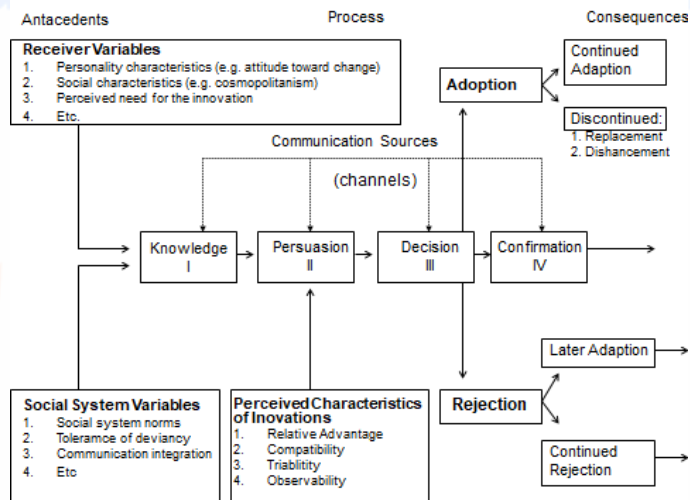 Antacedents
Process
Consequences
Receiver Variables
1. Personality characteristics (e.g. attitude toward change)
2. Social characteristics (e.g. cosmopolitanism)
3. Perceived need for the innovation
4. Etc.
Adoption
Continued
Adaption
Discontinued:
1. Replacement
2. Dishancement
Communication Sources
(channels)
Knowledge
I
Persuasion
II
Decision
III
Confirmation
IV
Social System Variables
1. Social system norms
2. Toleramce of deviancy
3. Communication integration
4. Etc
Perceived Characteristics
of Inovations
1. Relative Advantage
2. Compatibility
3. Triablitity
4. Observability
Rejection
Later Adaption
Continued
Rejection